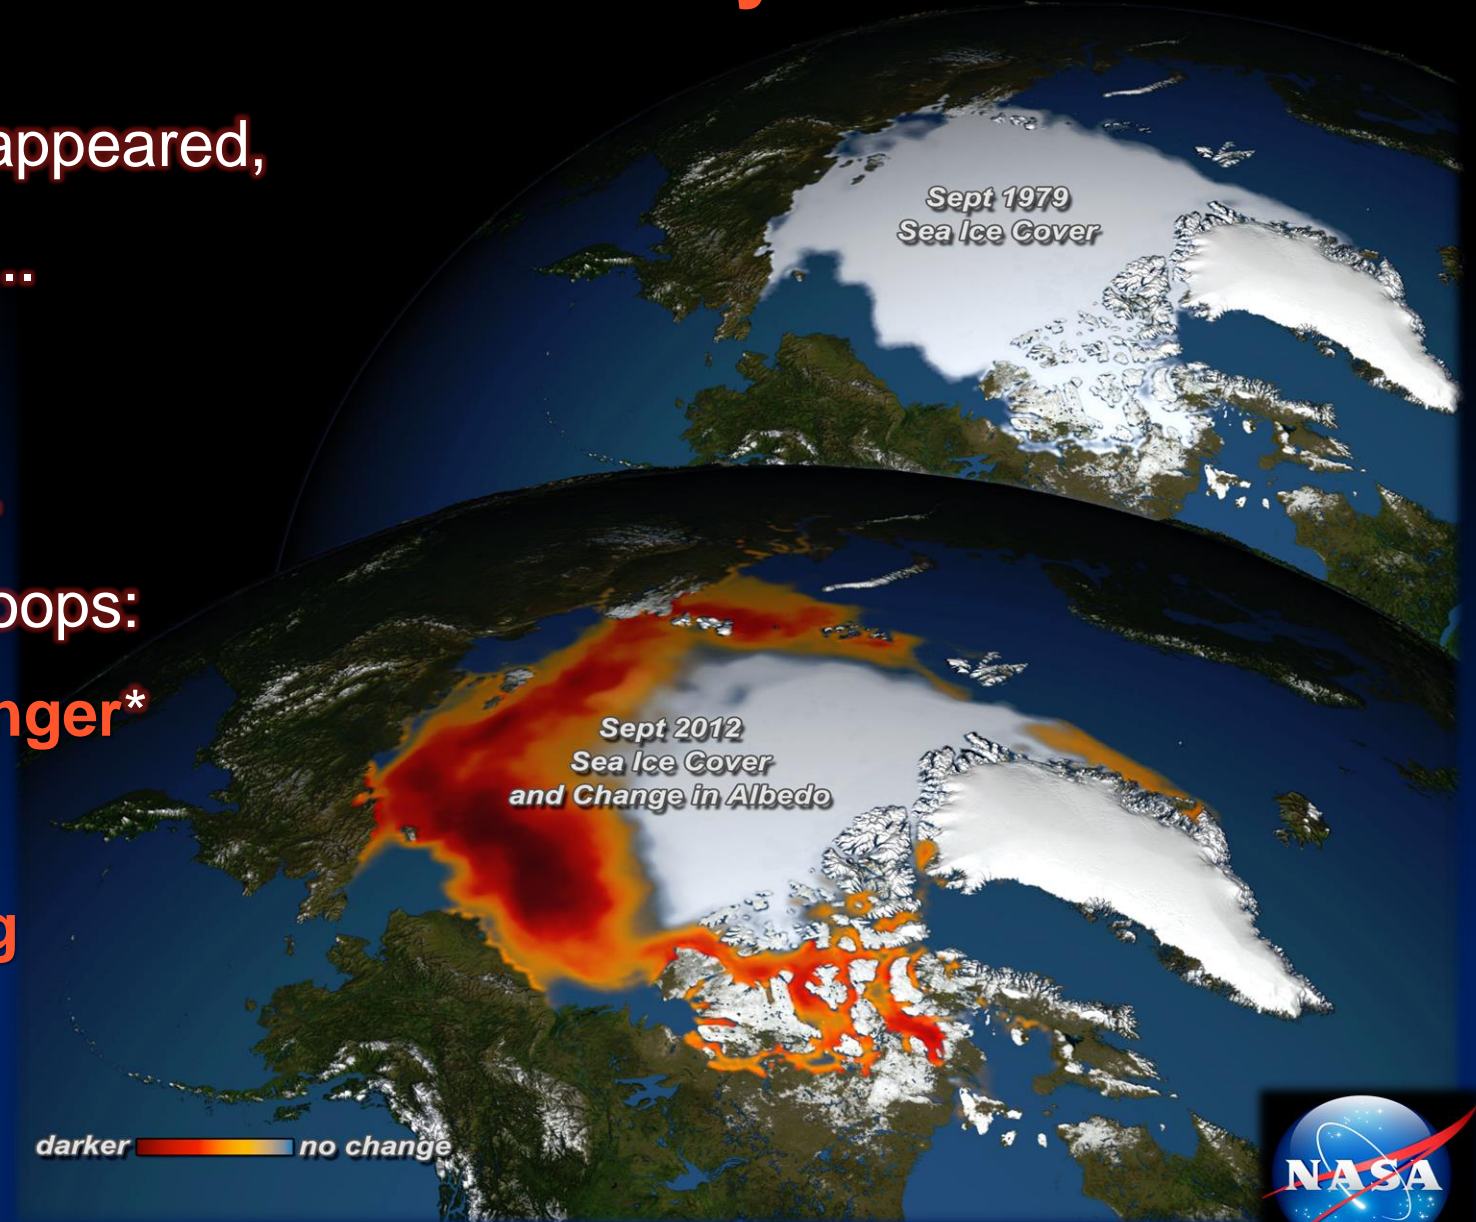 appeared,
..
oops:
nger*
g
Sept 1979
Sea Ice Cover
Sept 2012
Sea Ice Cover
and Change in Albedo
darker no change
NASA